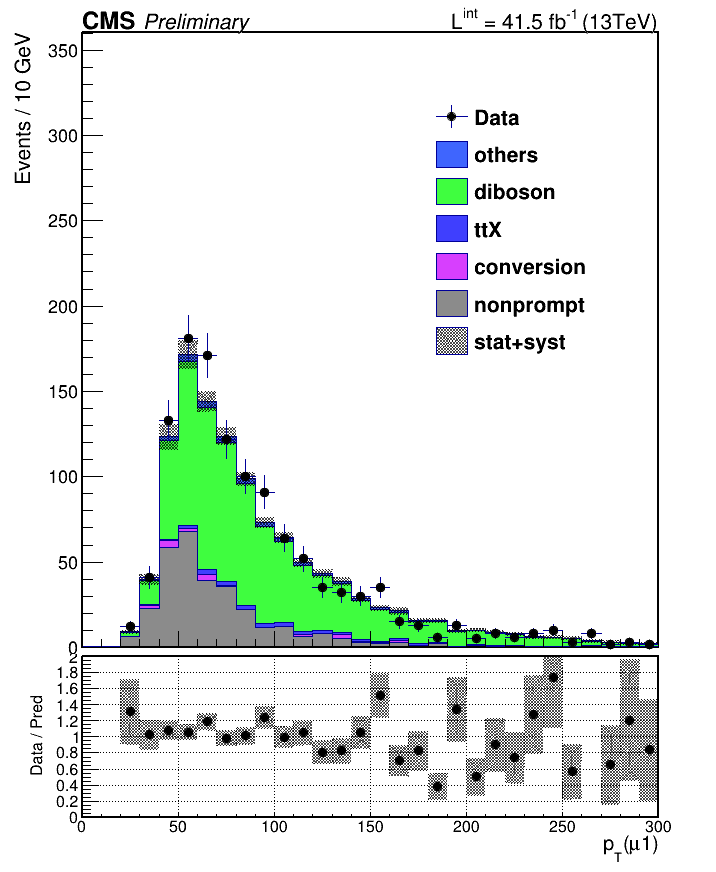 CMS Preliminary
L^int = 41.5 fb^-1 (13TeV)
Events / 10 GeV
350
300
250
200
150
100
50
0
Data
others
diboson
ttX
conversion
nonprompt
stat+syst
Data / Pred
2
1.8
1.6
1.4
1.2
1
0.8
0.6
0.4
0.2
0
0 50 100 150 200 250 300
p_T(μ1)